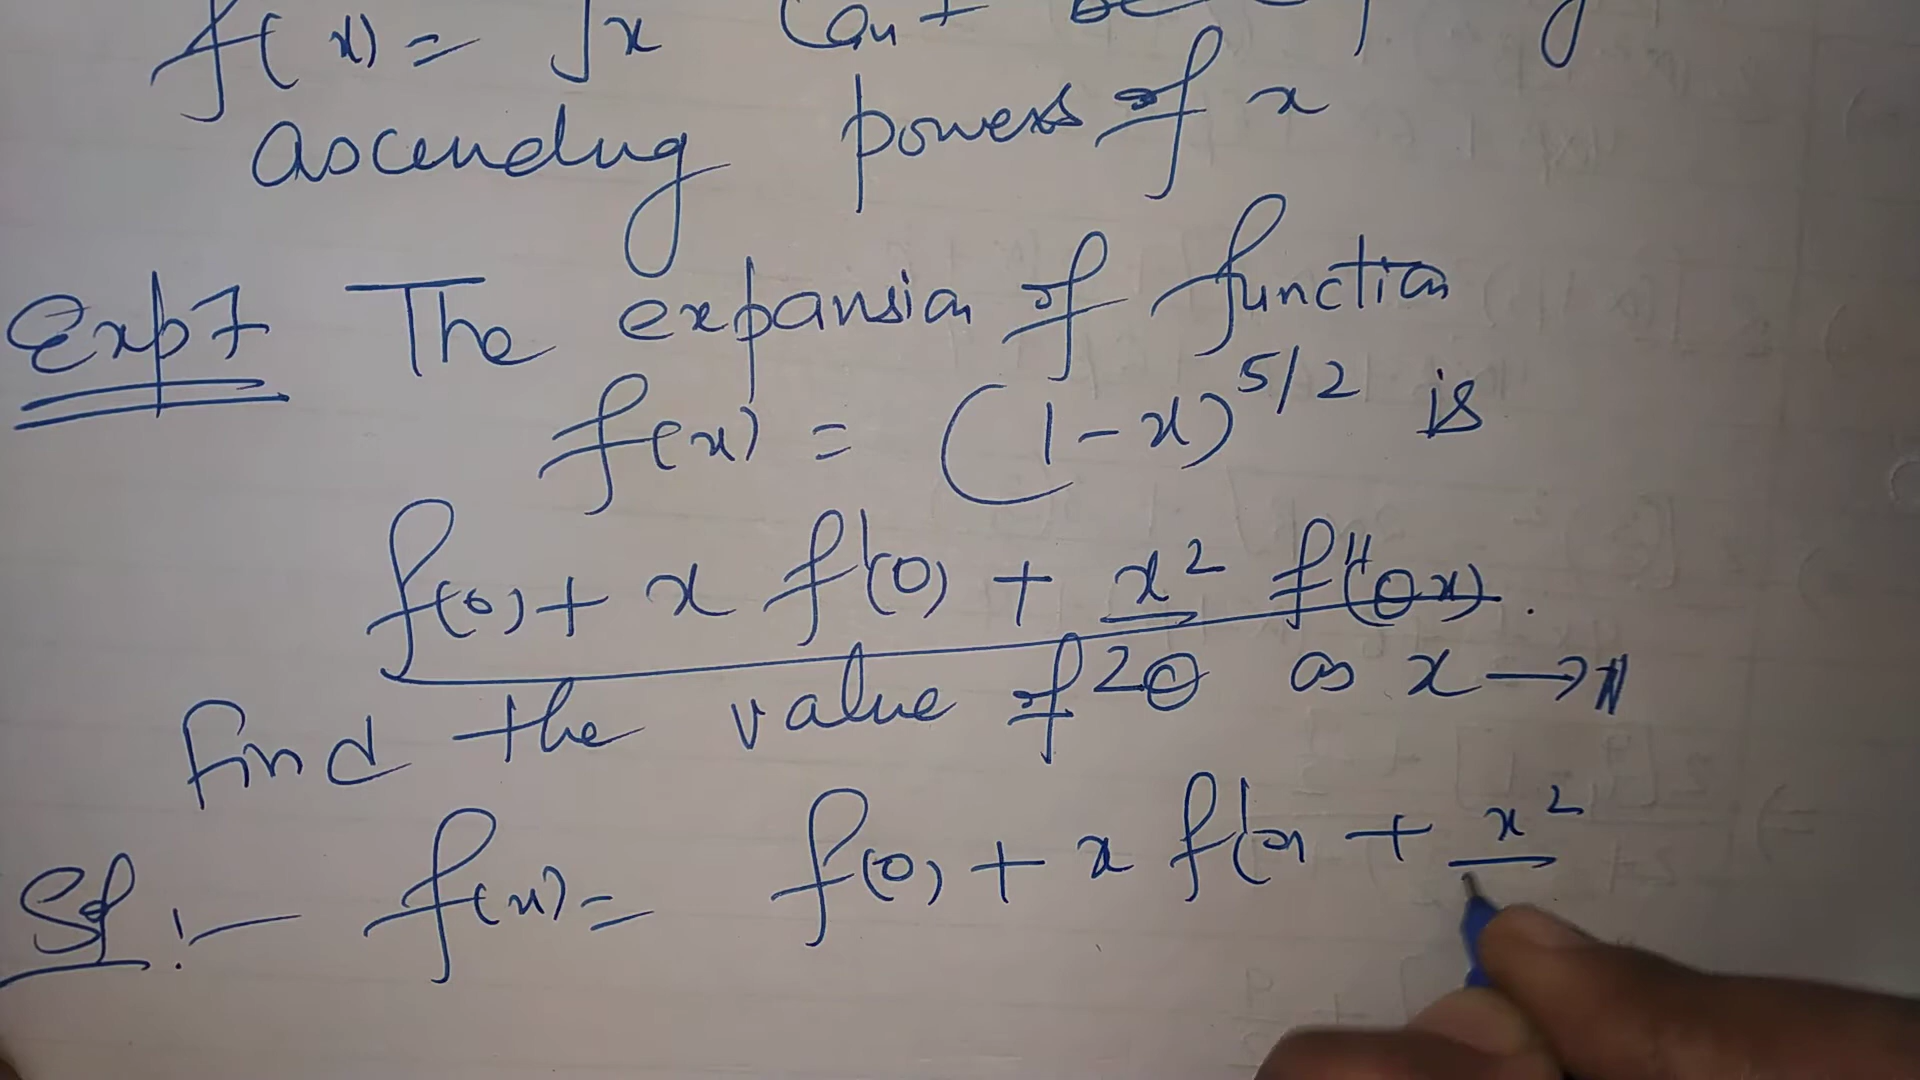 f(x) = √x Can't be
ascending powers of x
Exp7 The expansion of function
f(x) = (1-x)^5/2 is
f(0) + x f'(0) + x²/2 f''(θx).
find the value of θ as x → 1
Sol :- f(x) = f(0) + x f'(0) + x²